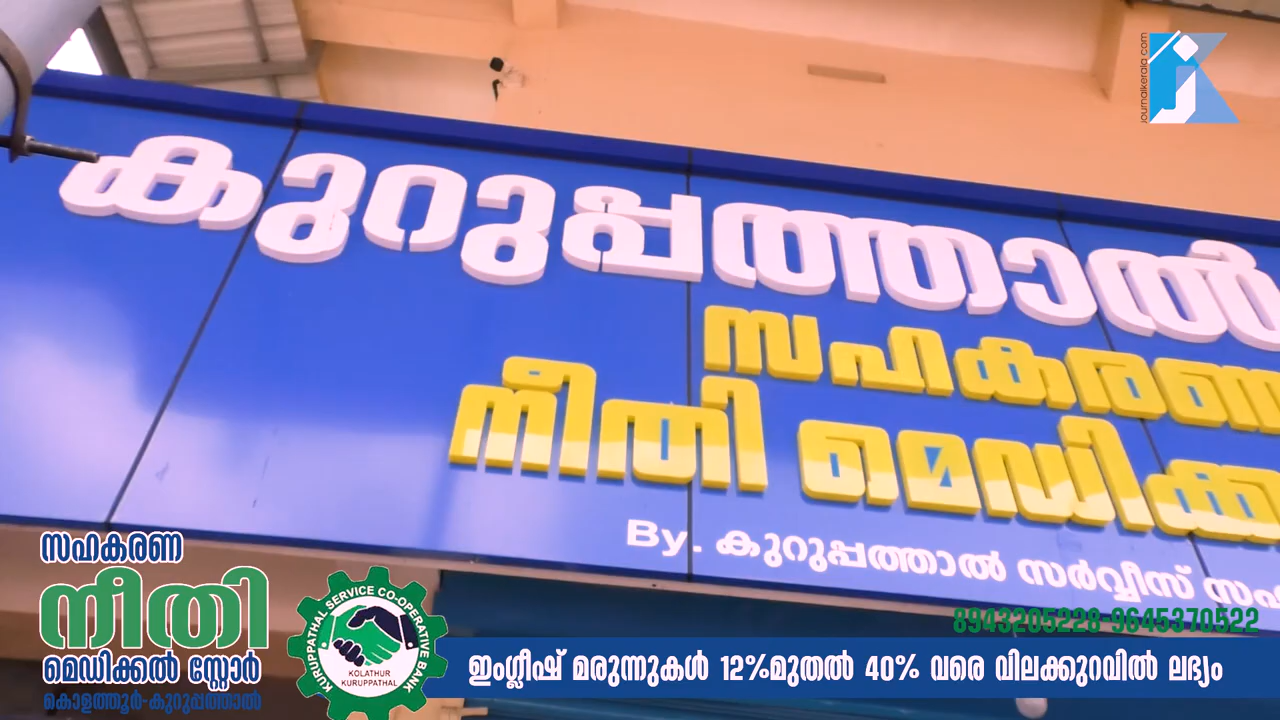 journalkerala.com
കുറുപ്പത്താൽ
സഹകരണ
നീതി മെഡിക്ക
By. കുറുപ്പത്താൽ സർവ്വീസ് സഹ
സഹകരണ
നീതി
മെഡിക്കൽ സ്റ്റോർ
കൊളത്തൂർ-കുറുപ്പത്താൽ
KURUPPATHAL SERVICE CO-OPERATIVE BANK
KOLATHUR
KURUPPATHAL
8943205228-9645370522
ഇംഗ്ലീഷ് മരുന്നുകൾ 12%മുതൽ 40% വരെ വിലക്കുറവിൽ ലഭ്യം